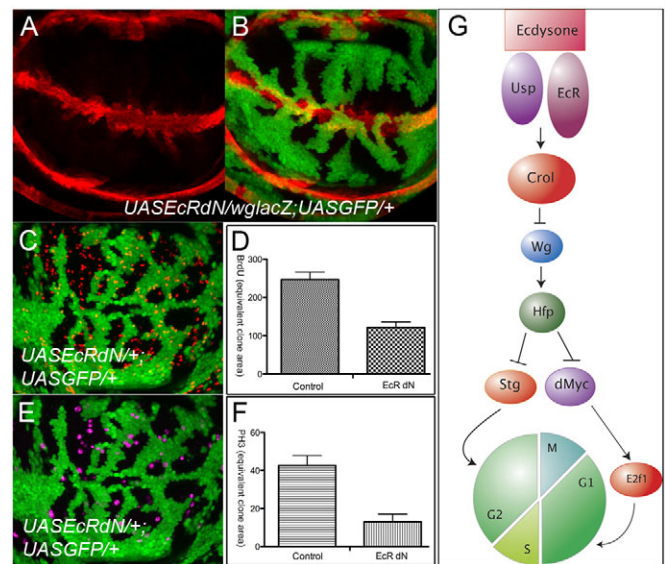 A
B
UASEcRdN/wglacZ;UASGFP/+
C
UASEcRdN/+;
UASGFP/+
D
BrdU (equivalent clone area)
300
200
100
0
Control
EcR dN
E
UASEcRdN/+;
UASGFP/+
F
PH3 (equivalent clone area)
60
40
20
0
Control
EcR dN
G
Ecdysone
Usp
EcR
Crol
Wg
Hfp
Stg
dMyc
M
G1
G2
S
E2f1